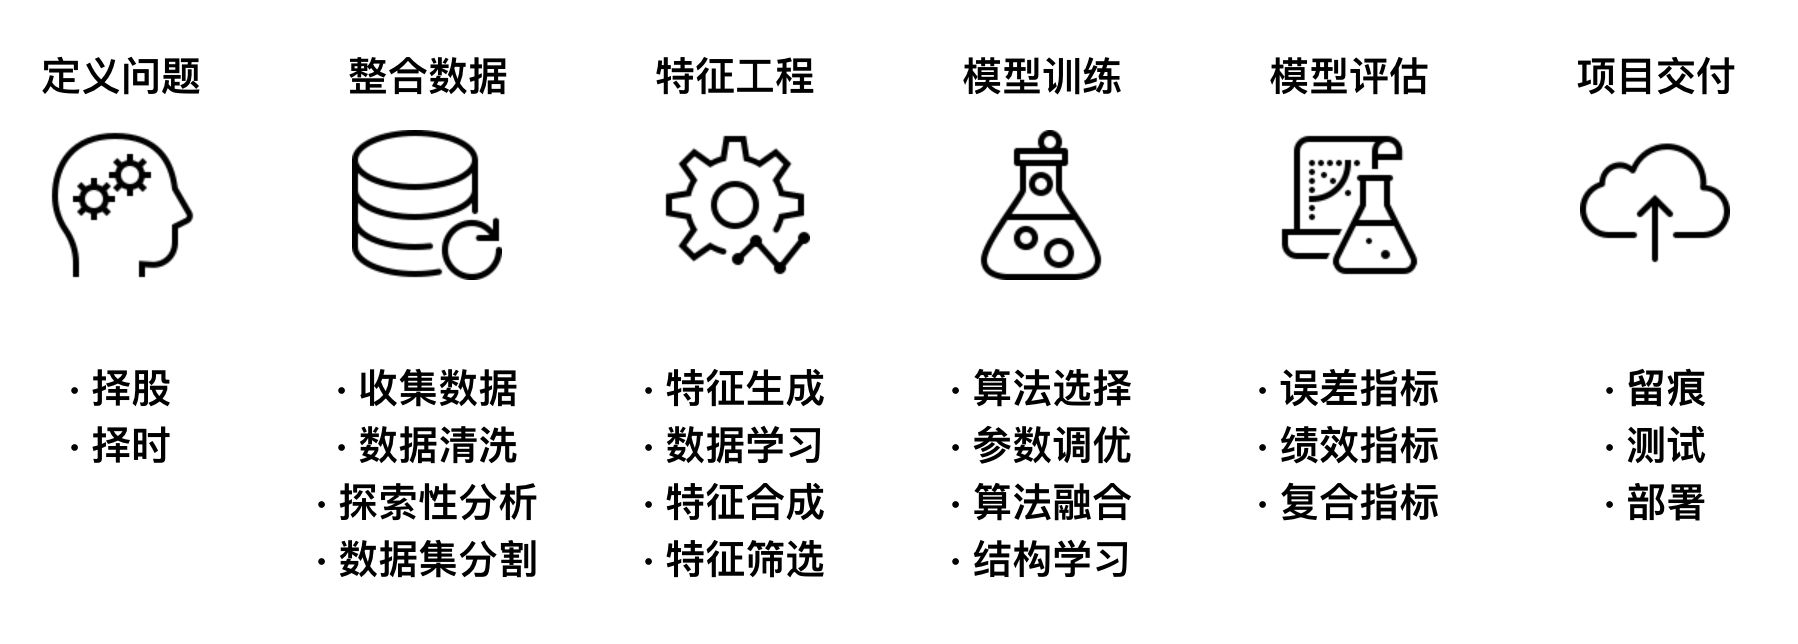 定义问题
整合数据
特征工程
模型训练
模型评估
项目交付
· 择股
· 择时
· 收集数据
· 数据清洗
· 探索性分析
· 数据集分割
· 特征生成
· 数据学习
· 特征合成
· 特征筛选
· 算法选择
· 参数调优
· 算法融合
· 结构学习
· 误差指标
· 绩效指标
· 复合指标
· 留痕
· 测试
· 部署